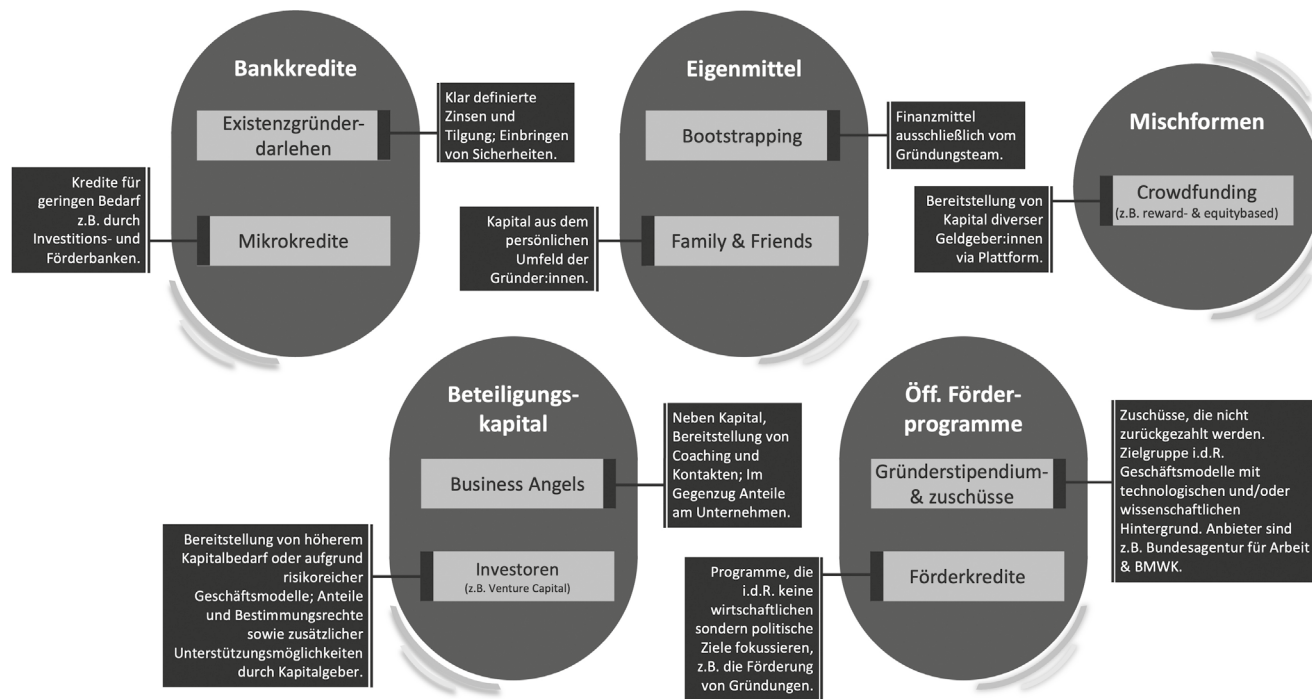 Bankkredite
Existenzgründer-
darlehen
Klar definierte
Zinsen und
Tilgung; Einbringen
von Sicherheiten.
Mikrokredite
Kredite für
geringen Bedarf
z.B. durch
Investitions- und
Förderbanken.
Eigenmittel
Bootstrapping
Finanzmittel
ausschließlich vom
Gründungsteam.
Family & Friends
Kapital aus dem
persönlichen
Umfeld der
Gründer:innen.
Mischformen
Crowdfunding
(z.B. reward- & equitybased)
Bereitstellung von
Kapital diverser
Geldgeber:innen
via Plattform.
Beteiligungs-
kapital
Business Angels
Neben Kapital,
Bereitstellung von
Coaching und
Kontakten; Im
Gegenzug Anteile
am Unternehmen.
Investoren
(z.B. Venture Capital)
Bereitstellung von höherem
Kapitalbedarf oder aufgrund
risikoreicher
Geschäftsmodelle; Anteile
und Bestimmungsrechte
sowie zusätzlicher
Unterstützungsmöglichkeiten
durch Kapitalgeber.
Öff. Förder-
programme
Gründerstipendium-
& zuschüsse
Zuschüsse, die nicht
zurückgezahlt werden.
Zielgruppe i.d.R.
Geschäftsmodelle mit
technologischen und/oder
wissenschaftlichen
Hintergrund. Anbieter sind
z.B. Bundesagentur für Arbeit
& BMWK.
Förderkredite
Programme, die
i.d.R. keine
wirtschaftlichen
sondern politische
Ziele fokussieren,
z.B. die Förderung
von Gründungen.